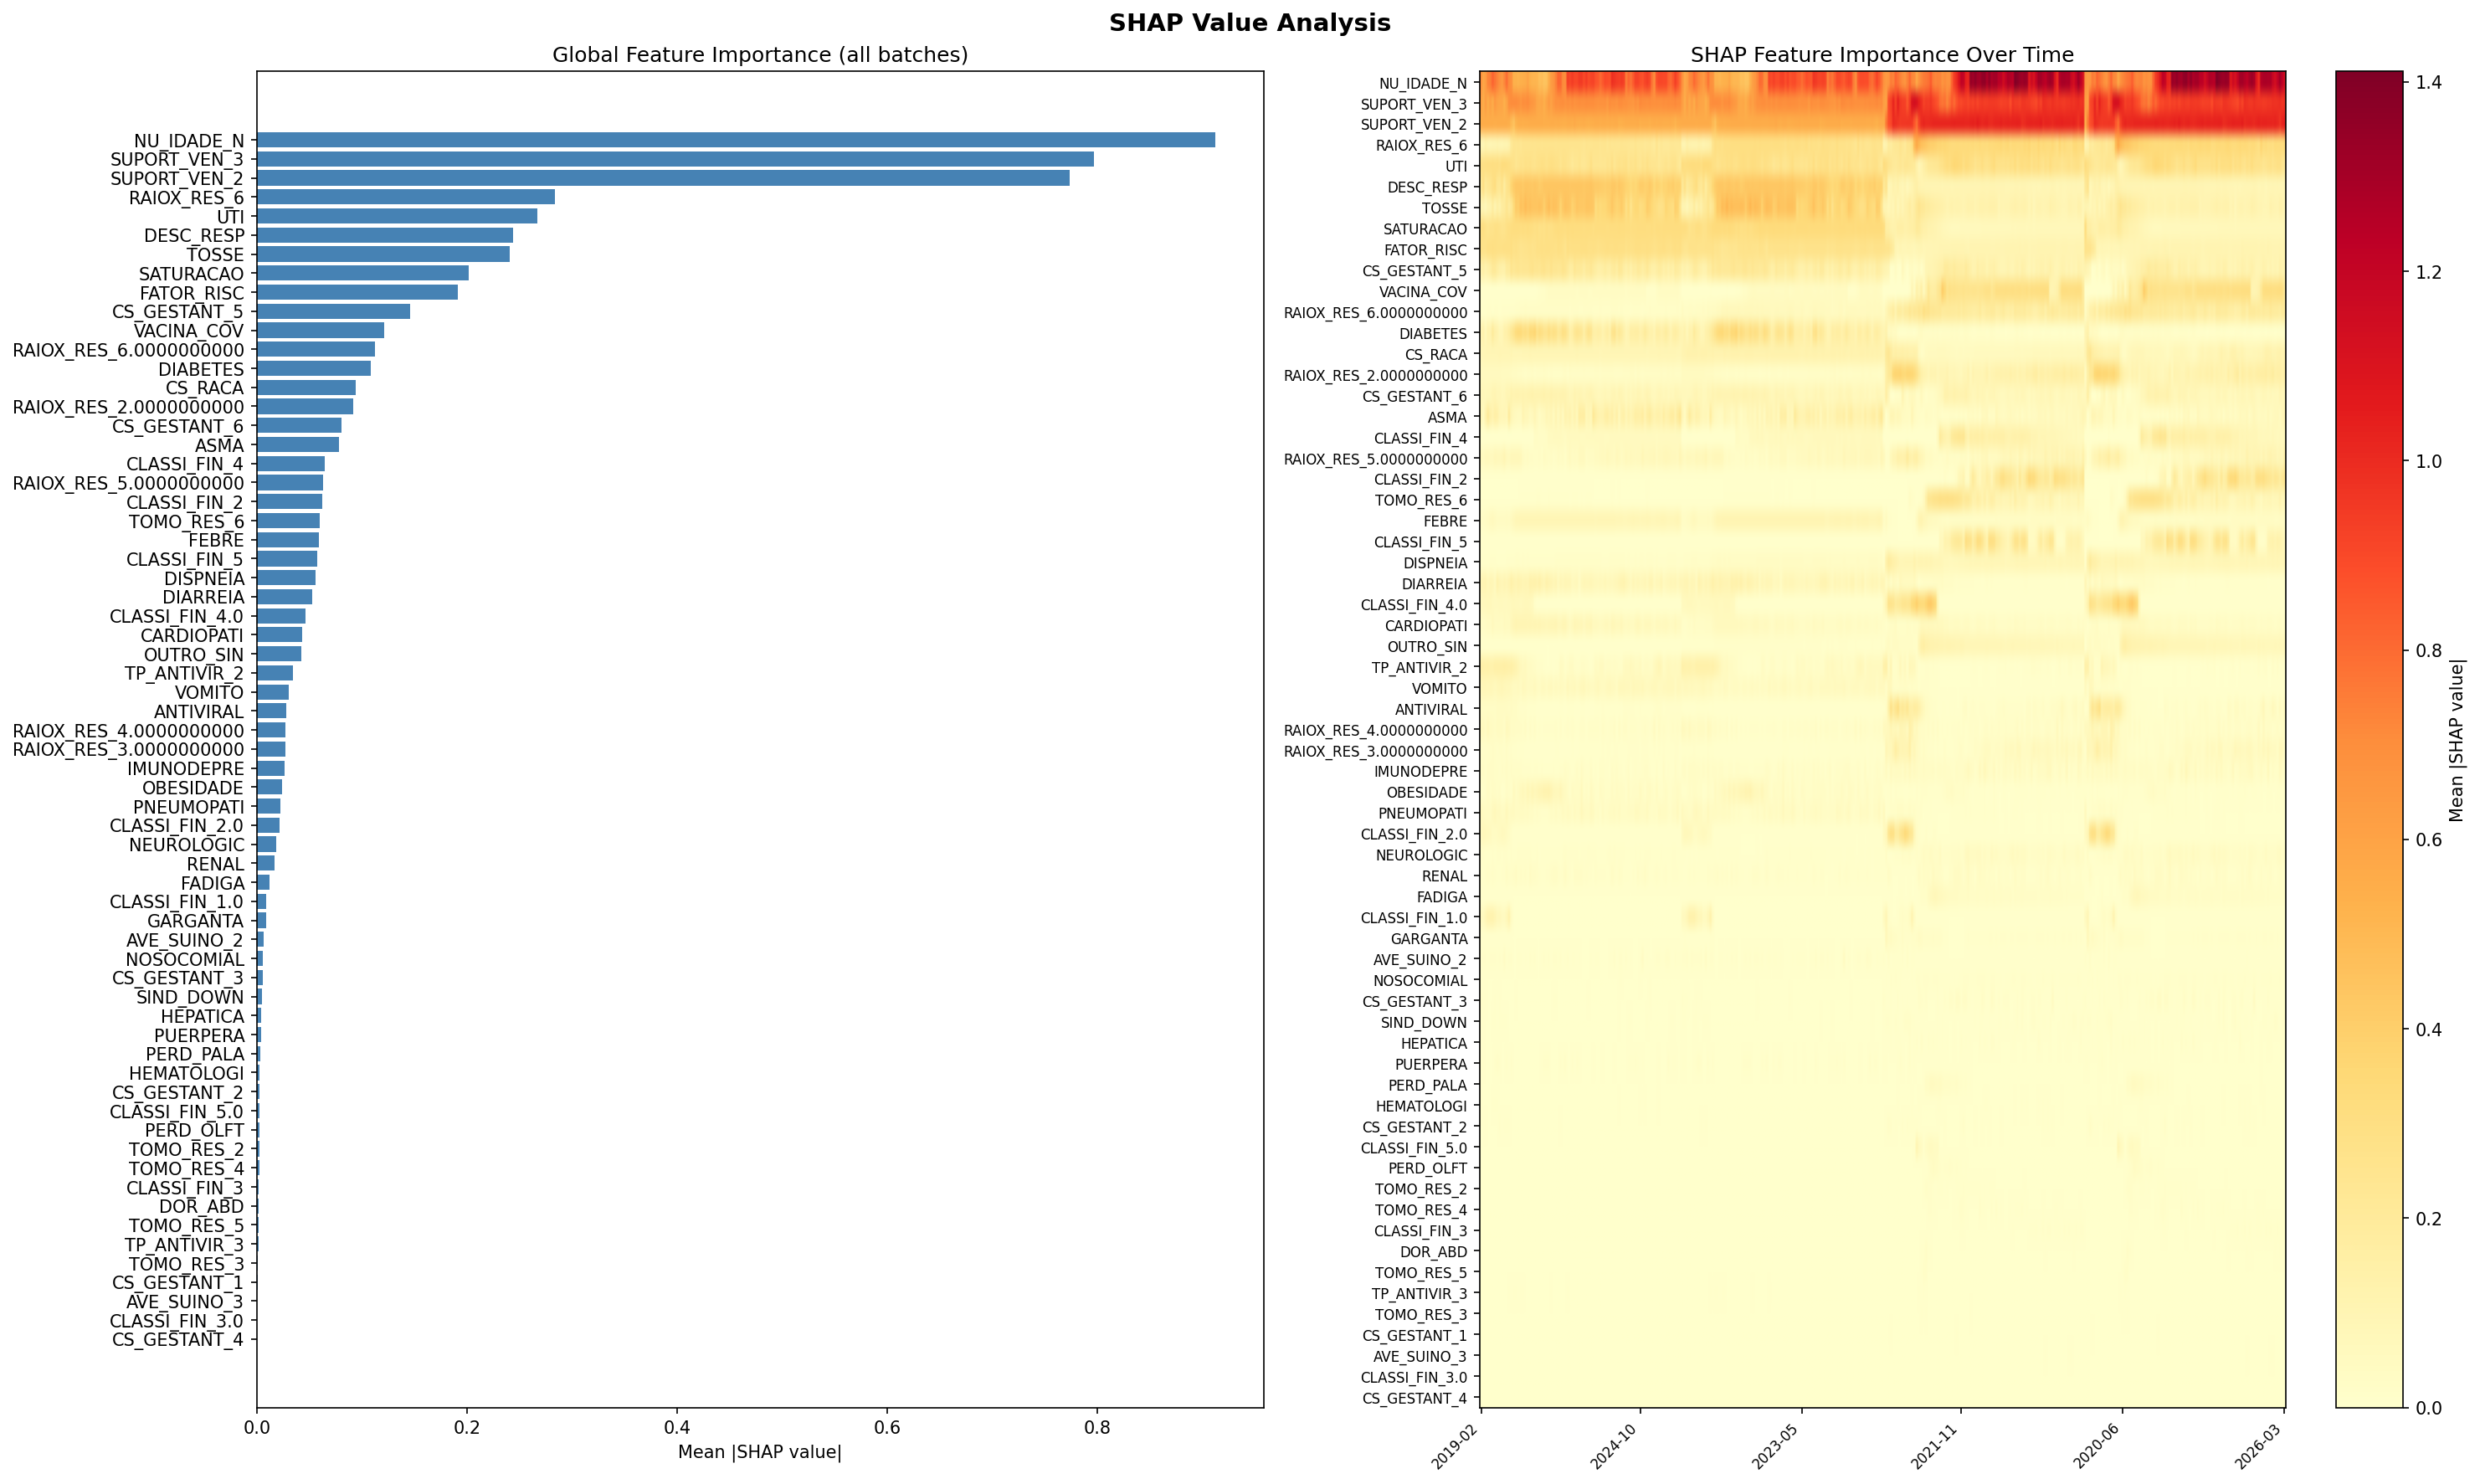 SHAP Value Analysis
Global Feature Importance (all batches)
NU_IDADE_N
SUPORT_VEN_3
SUPORT_VEN_2
RAIOX_RES_6
UTI
DESC_RESP
TOSSE
SATURACAO
FATOR_RISC
CS_GESTANT_5
VACINA_COV
RAIOX_RES_6.0000000000
DIABETES
CS_RACA
RAIOX_RES_2.0000000000
CS_GESTANT_6
ASMA
CLASSI_FIN_4
RAIOX_RES_5.0000000000
CLASSI_FIN_2
TOMO_RES_6
FEBRE
CLASSI_FIN_5
DISPNEIA
DIARREIA
CLASSI_FIN_4.0
CARDIOPATI
OUTRO_SIN
TP_ANTIVIR_2
VOMITO
ANTIVIRAL
RAIOX_RES_4.0000000000
RAIOX_RES_3.0000000000
IMUNODEPRE
OBESIDADE
PNEUMOPATI
CLASSI_FIN_2.0
NEUROLOGIC
RENAL
FADIGA
CLASSI_FIN_1.0
GARGANTA
AVE_SUINO_2
NOSOCOMIAL
CS_GESTANT_3
SIND_DOWN
HEPATICA
PUERPERA
PERD_PALA
HEMATOLOGI
CS_GESTANT_2
CLASSI_FIN_5.0
PERD_OLFT
TOMO_RES_2
TOMO_RES_4
CLASSI_FIN_3
DOR_ABD
TOMO_RES_5
TP_ANTIVIR_3
TOMO_RES_3
CS_GESTANT_1
AVE_SUINO_3
CLASSI_FIN_3.0
CS_GESTANT_4
0.0 0.2 0.4 0.6 0.8
Mean |SHAP value|
SHAP Feature Importance Over Time
NU_IDADE_N
SUPORT_VEN_3
SUPORT_VEN_2
RAIOX_RES_6
UTI
DESC_RESP
TOSSE
SATURACAO
FATOR_RISC
CS_GESTANT_5
VACINA_COV
RAIOX_RES_6.0000000000
DIABETES
CS_RACA
RAIOX_RES_2.0000000000
CS_GESTANT_6
ASMA
CLASSI_FIN_4
RAIOX_RES_5.0000000000
CLASSI_FIN_2
TOMO_RES_6
FEBRE
CLASSI_FIN_5
DISPNEIA
DIARREIA
CLASSI_FIN_4.0
CARDIOPATI
OUTRO_SIN
TP_ANTIVIR_2
VOMITO
ANTIVIRAL
RAIOX_RES_4.0000000000
RAIOX_RES_3.0000000000
IMUNODEPRE
OBESIDADE
PNEUMOPATI
CLASSI_FIN_2.0
NEUROLOGIC
RENAL
FADIGA
CLASSI_FIN_1.0
GARGANTA
AVE_SUINO_2
NOSOCOMIAL
CS_GESTANT_3
SIND_DOWN
HEPATICA
PUERPERA
PERD_PALA
HEMATOLOGI
CS_GESTANT_2
CLASSI_FIN_5.0
PERD_OLFT
TOMO_RES_2
TOMO_RES_4
CLASSI_FIN_3
DOR_ABD
TOMO_RES_5
TP_ANTIVIR_3
TOMO_RES_3
CS_GESTANT_1
AVE_SUINO_3
CLASSI_FIN_3.0
CS_GESTANT_4
2019-02 2024-10 2023-05 2021-11 2020-06 2026-03
1.4
1.2
1.0
0.8
0.6
0.4
0.2
0.0
Mean |SHAP value|